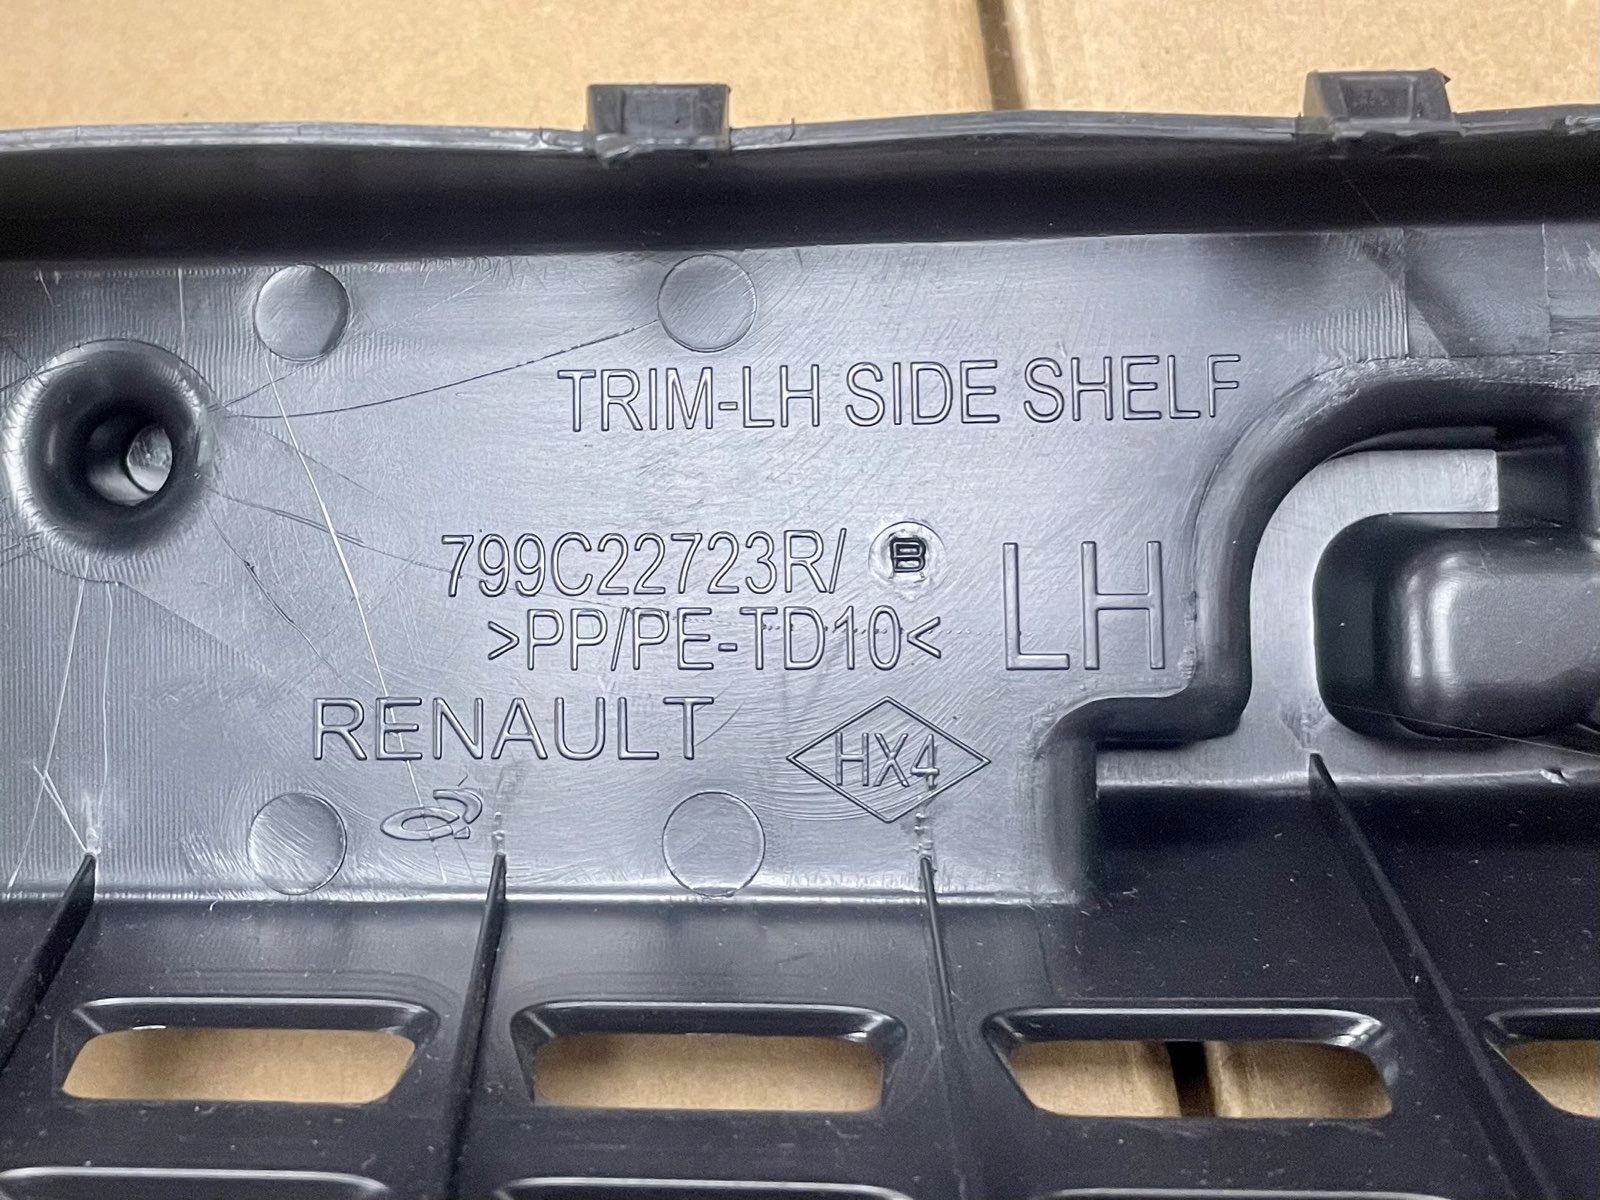 TRIM-LH SIDE SHELF
799C22723R/ B
>PP/PE-TD10<
LH
RENAULT
HX4